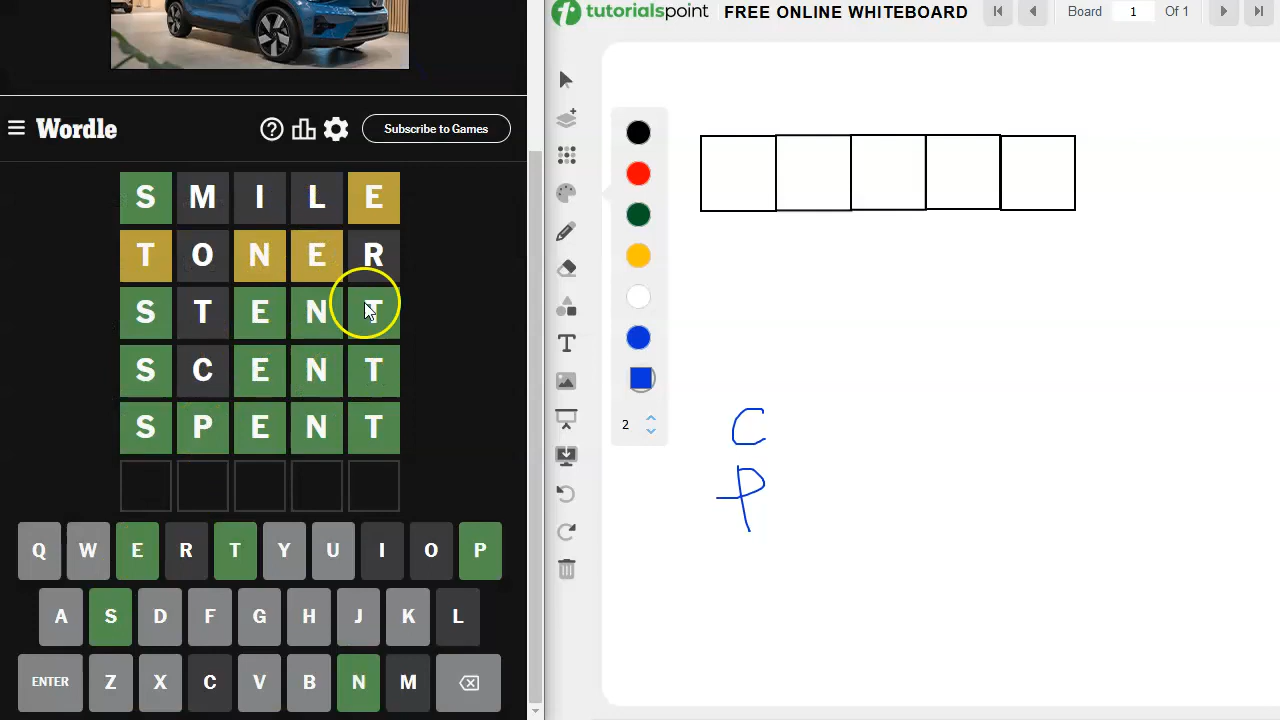 tutorialspoint FREE ONLINE WHITEBOARD Board 1 Of 1
Wordle Subscribe to Games
S M I L E
T O N E R
S T E N T
S C E N T
S P E N T
Q W E R T Y U I O P
A S D F G H J K L
ENTER Z X C V B N M
2
T
C
P